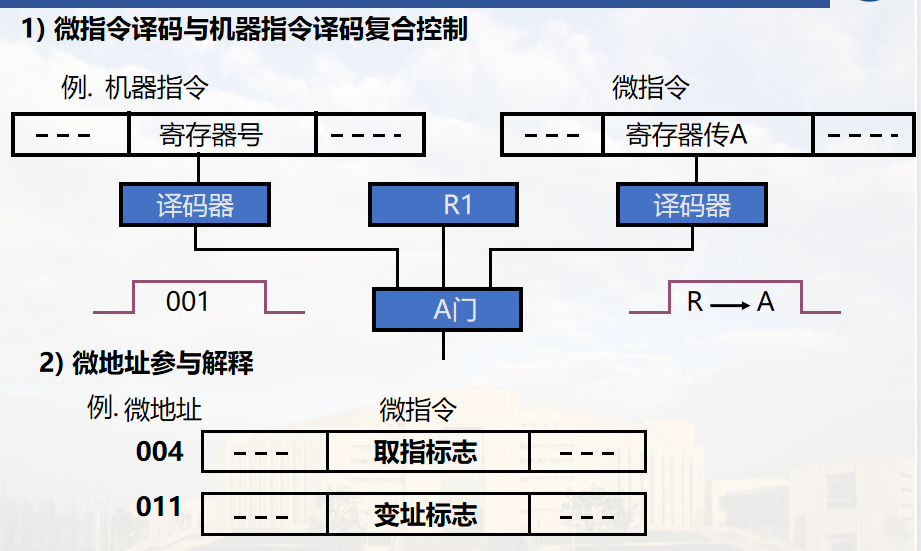 1) 微指令译码与机器指令译码复合控制
例. 机器指令
微指令
--- 寄存器号 ----
--- 寄存器传A ----
译码器 R1 译码器
001 A门 R→A
2) 微地址参与解释
例. 微地址 微指令
004 --- 取指标志 ---
011 --- 变址标志 ---